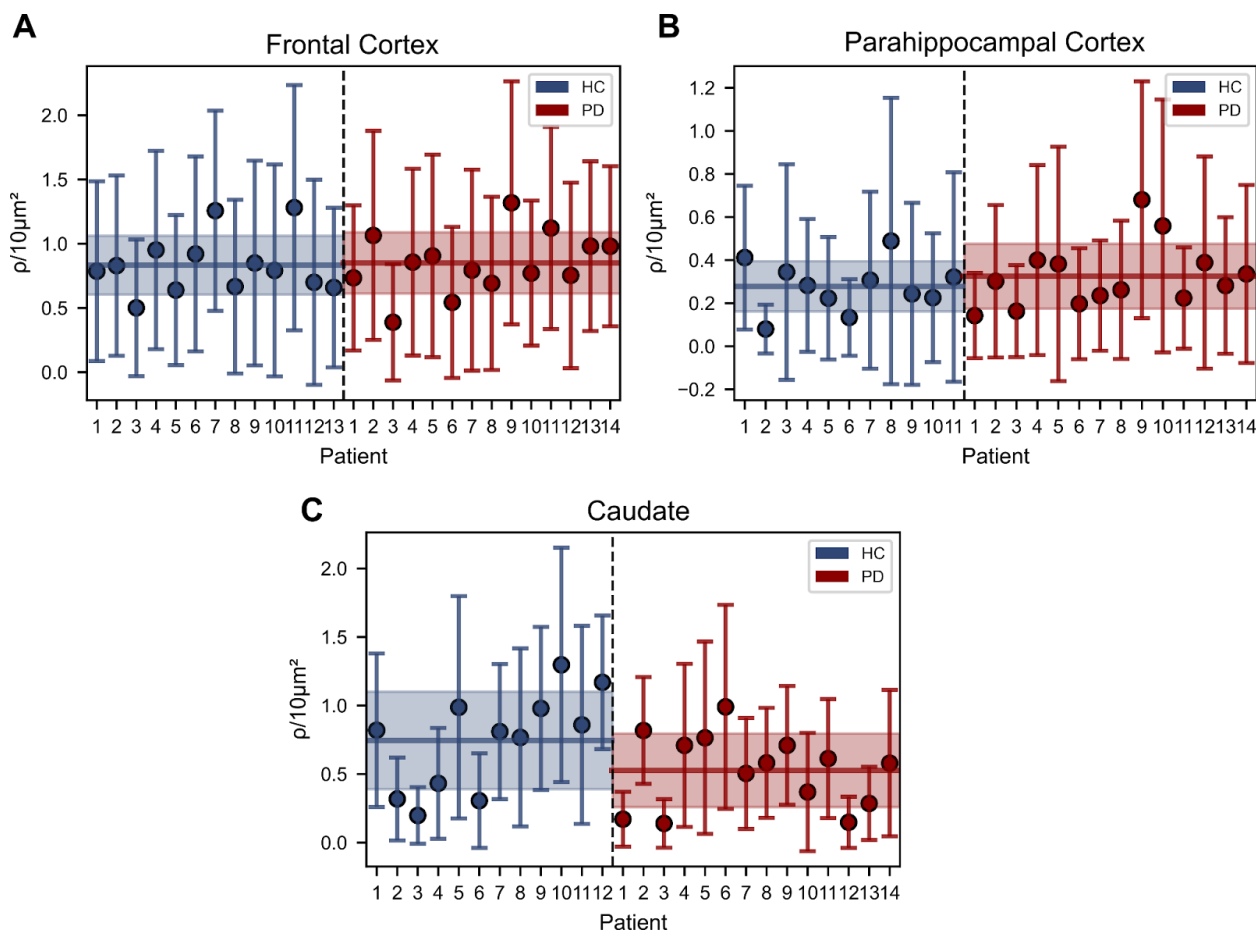 A
Frontal Cortex
ρ/10μm²
2.0
1.5
1.0
0.5
0.0
HC
PD
1 2 3 4 5 6 7 8 9 10 11 12 13 1 2 3 4 5 6 7 8 9 10 11 12 13 14
Patient
B
Parahippocampal Cortex
ρ/10μm²
1.2
1.0
0.8
0.6
0.4
0.2
0.0
−0.2
HC
PD
1 2 3 4 5 6 7 8 9 10 11 1 2 3 4 5 6 7 8 9 10 11 12 13 14
Patient
C
Caudate
ρ/10μm²
2.0
1.5
1.0
0.5
0.0
HC
PD
1 2 3 4 5 6 7 8 9 10 11 12 1 2 3 4 5 6 7 8 9 10 11 12 13 14
Patient